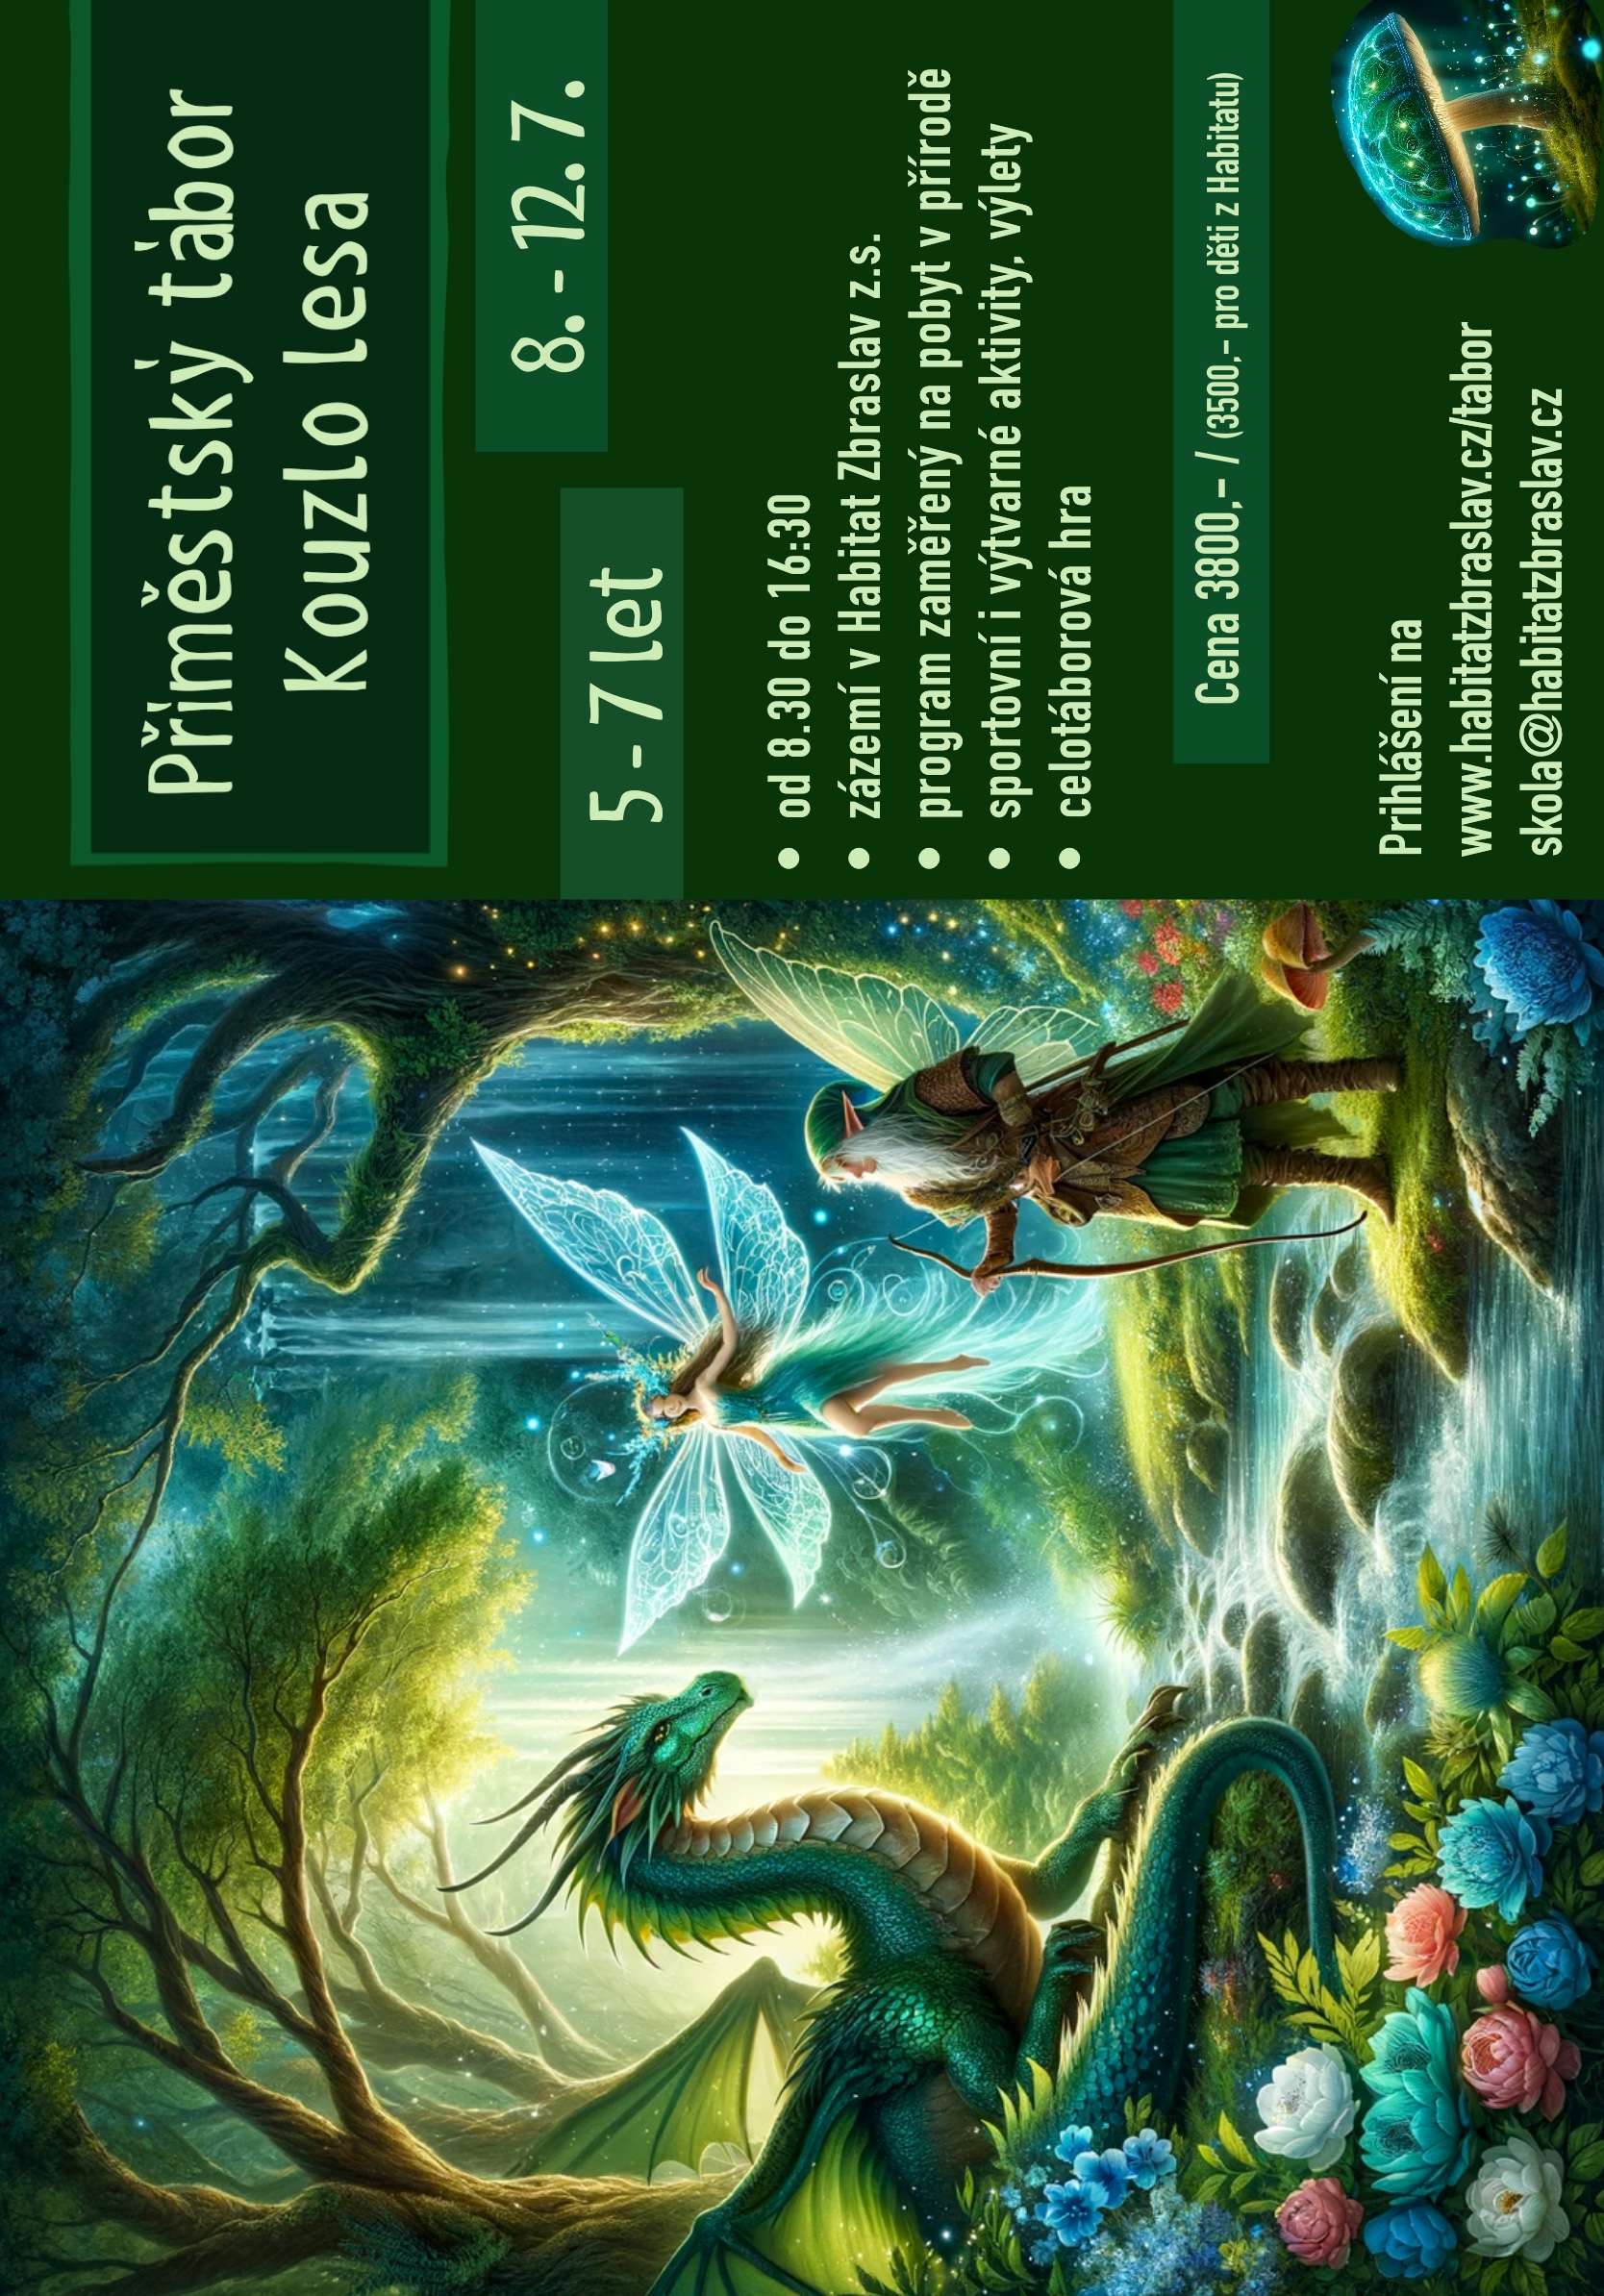 Příměstský tábor
Kouzlo lesa
8. - 12. 7.
5 - 7 let
• od 8.30 do 16:30
• zázemí v Habitat Zbraslav z.s.
• program zaměřený na pobyt v přírodě
• sportovní i výtvarné aktivity, výlety
• celotáborová hra
Cena 3800,- / (3500,- pro děti z Habitatu)
Prihlášení na
www.habitatzbraslav.cz/tabor
skola@habitatzbraslav.cz